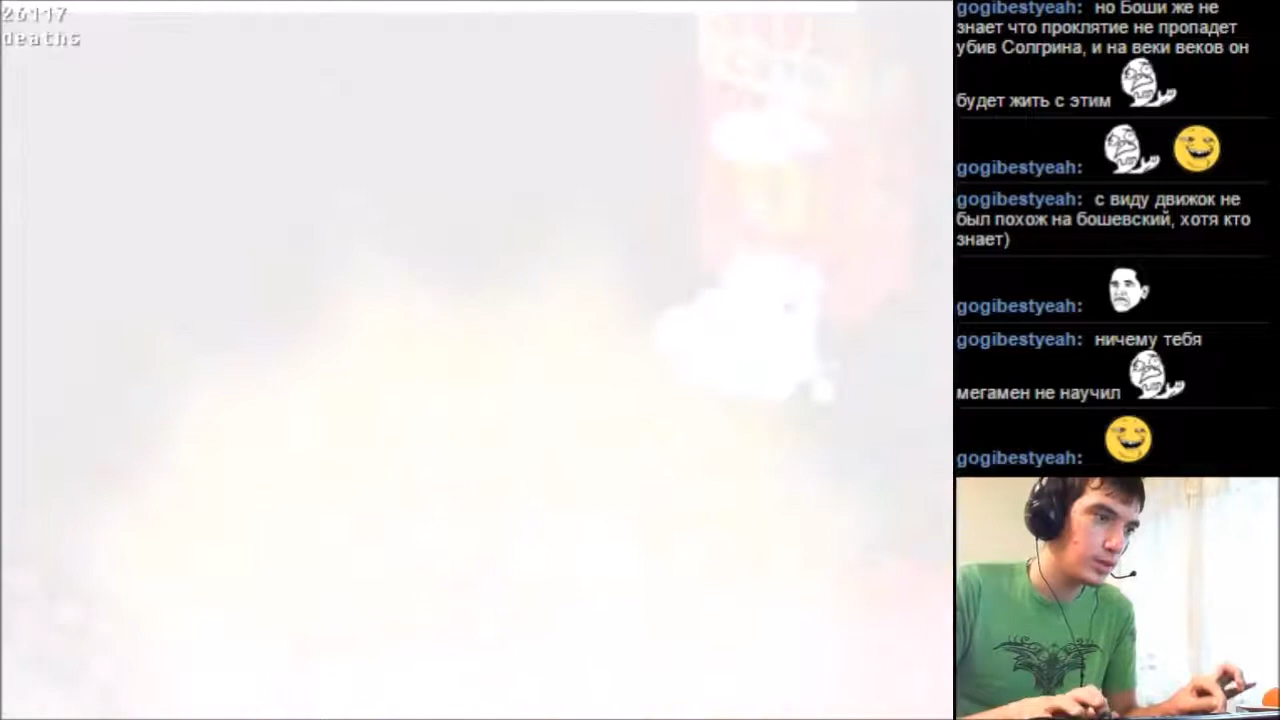 26117
deaths
gogibestyeah: но Боши же не
знает что проклятие не пропадет
убив Солгрина, и на веки веков он
будет жить с этим
gogibestyeah:
gogibestyeah: с виду движок не
был похож на бошевский, хотя кто
знает)
gogibestyeah:
gogibestyeah: ничему тебя
мегамен не научил
gogibestyeah: